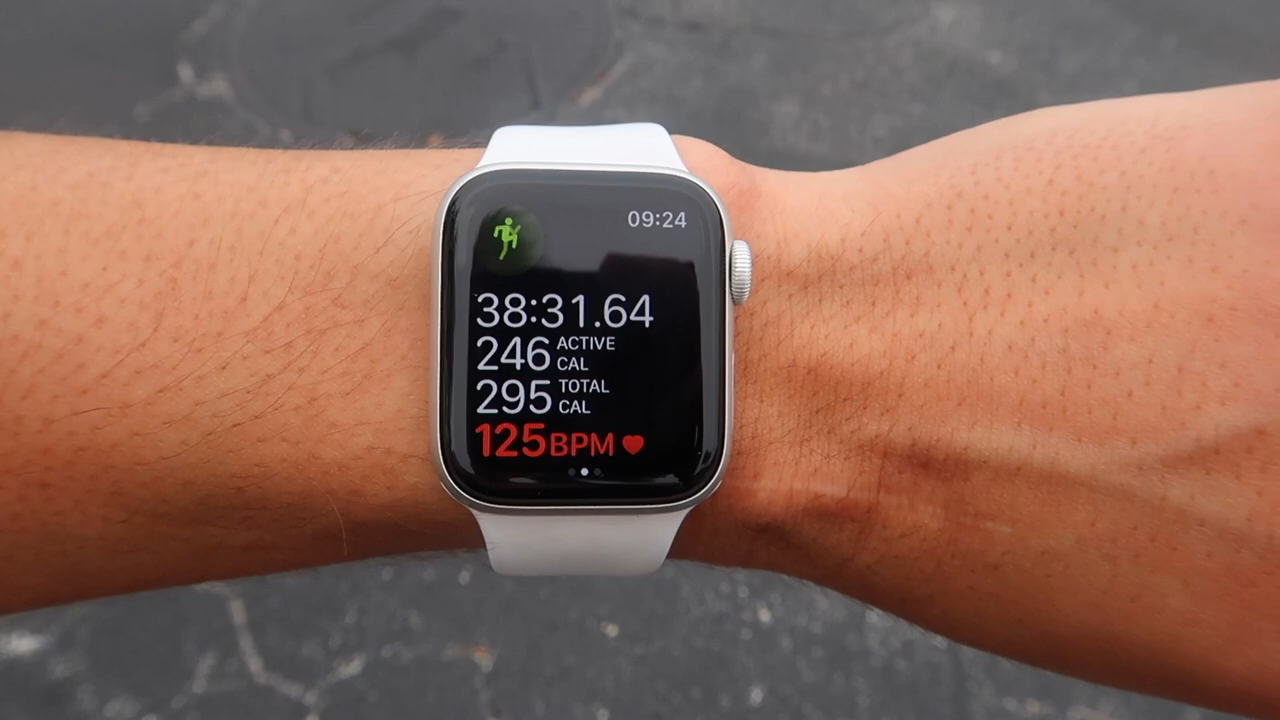 09:24
38:31.64
246 ACTIVE CAL
295 TOTAL CAL
125BPM